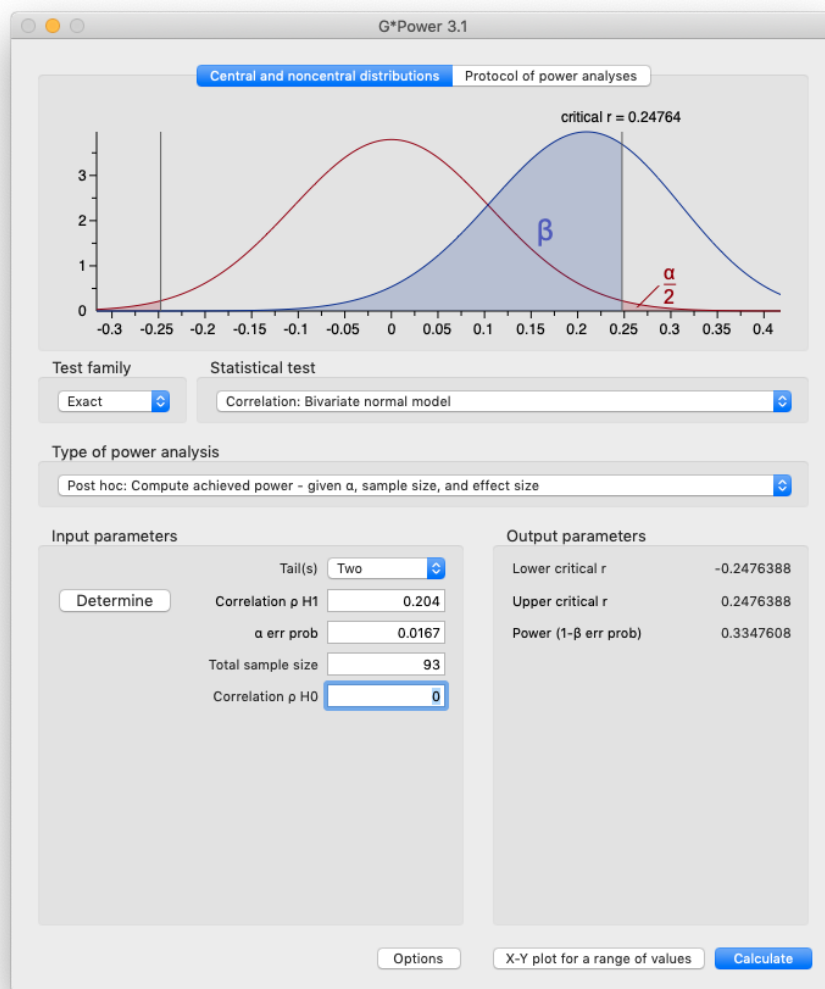 G*Power 3.1
Central and noncentral distributions Protocol of power analyses
critical r = 0.24764
3
2
1
0
β
α
2
-0.3 -0.25 -0.2 -0.15 -0.1 -0.05 0 0.05 0.1 0.15 0.2 0.25 0.3 0.35 0.4
Test family Statistical test
Exact Correlation: Bivariate normal model
Type of power analysis
Post hoc: Compute achieved power - given α, sample size, and effect size
Input parameters Output parameters
Tail(s) Two Lower critical r -0.2476388
Determine Correlation ρ H1 0.204 Upper critical r 0.2476388
α err prob 0.0167 Power (1-β err prob) 0.3347608
Total sample size 93
Correlation ρ H0 0
Options X-Y plot for a range of values Calculate